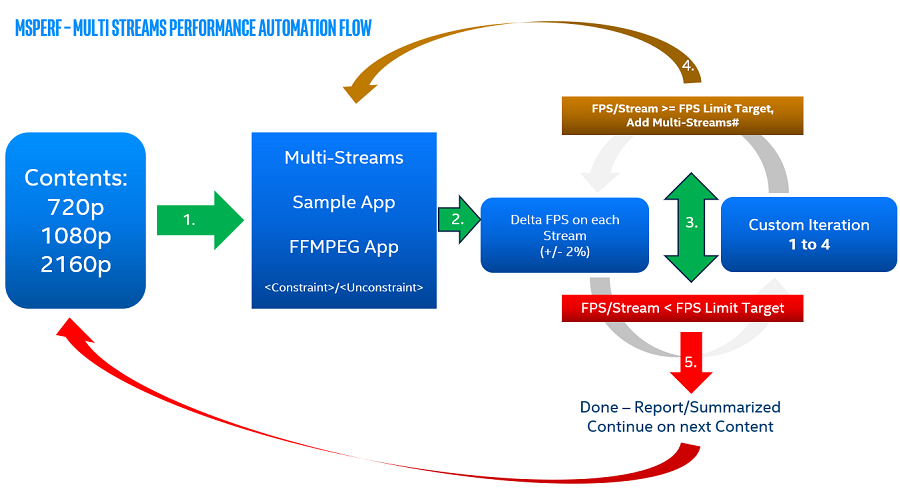 MSPERF – MULTI STREAMS PERFORMANCE AUTOMATION FLOW
Contents:
720p
1080p
2160p
1.
Multi-Streams
Sample App
FFMPEG App
<Constraint>/<Unconstraint>
2.
Delta FPS on each
Stream
(+/- 2%)
3.
Custom Iteration
1 to 4
4.
FPS/Stream >= FPS Limit Target,
Add Multi-Streams#
FPS/Stream < FPS Limit Target
5.
Done – Report/Summarized
Continue on next Content